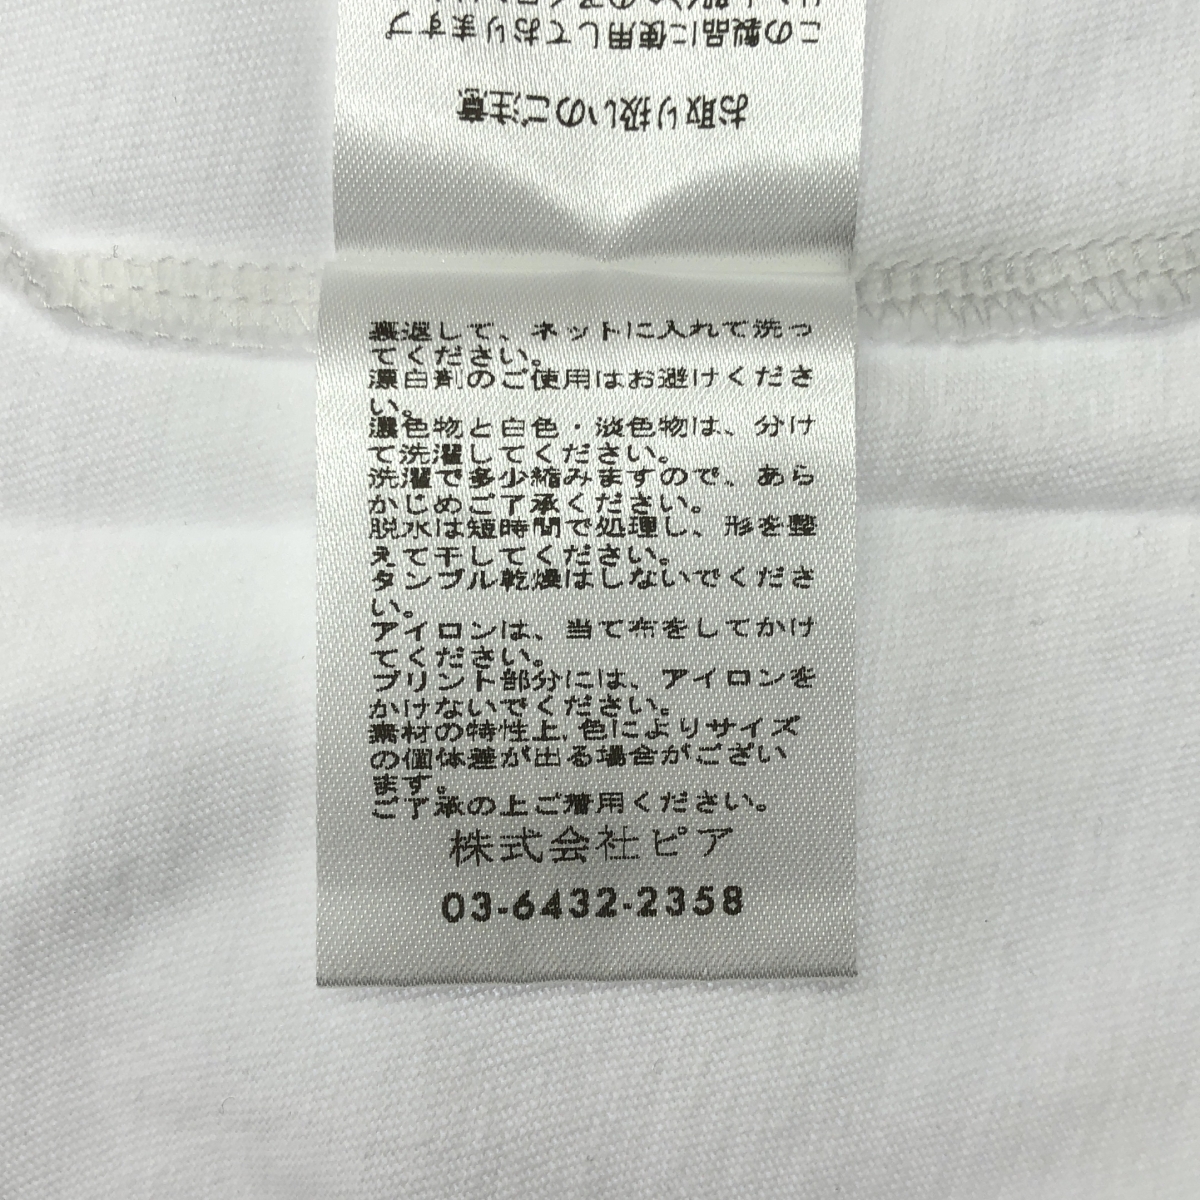 お取り扱いのご注意
この製品に使用しておりますプ
裏返して、ネットに入れて洗っ
てください。
漂白剤のご使用はお避けくださ
い。
濃色物と白色・淡色物は、分け
て洗濯してください。
洗濯で多少縮みますので、あら
かじめご了承ください。
脱水は短時間で処理し、形を整
えて干してください。
タンブル乾燥はしないでくださ
い。
アイロンは、当て布をしてかけ
てください。
プリント部分には、アイロンを
かけないでください。
素材の特性上、色によりサイズ
の個体差が出る場合がござい
ます。
ご了承の上ご着用ください。
株式会社ピア
03-6432-2358